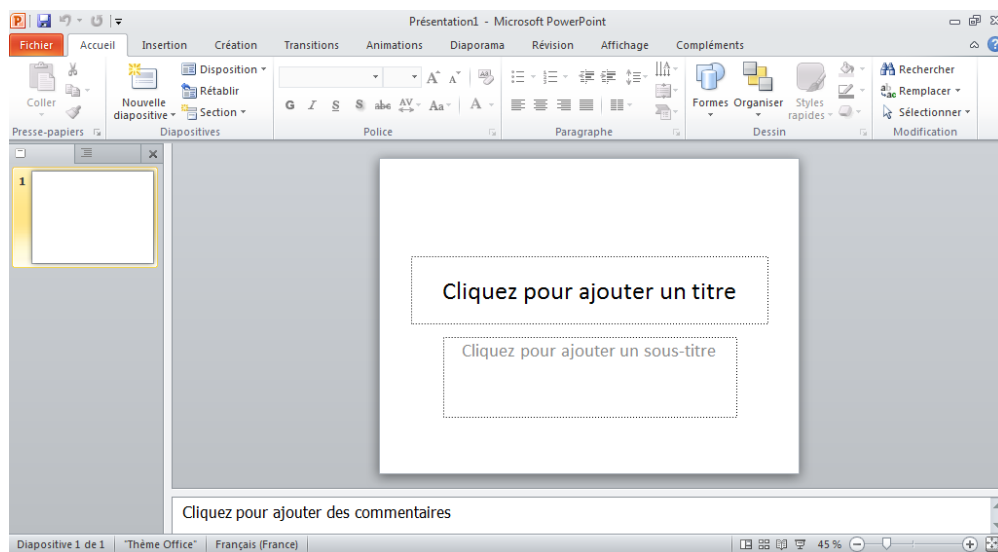 Présentation1 - Microsoft PowerPoint
Fichier Accueil Insertion Création Transitions Animations Diaporama Révision Affichage Compléments
Coller
Presse-papiers
Nouvelle diapositive
Disposition
Rétablir
Section
Diapositives
G I S S abc AV Aa A
Police
Paragraphe
Formes Organiser Styles rapides
Dessin
Rechercher
Remplacer
Sélectionner
Modification
1
Cliquez pour ajouter un titre
Cliquez pour ajouter un sous-titre
Cliquez pour ajouter des commentaires
Diapositive 1 de 1 "Thème Office" Français (France) 45 %